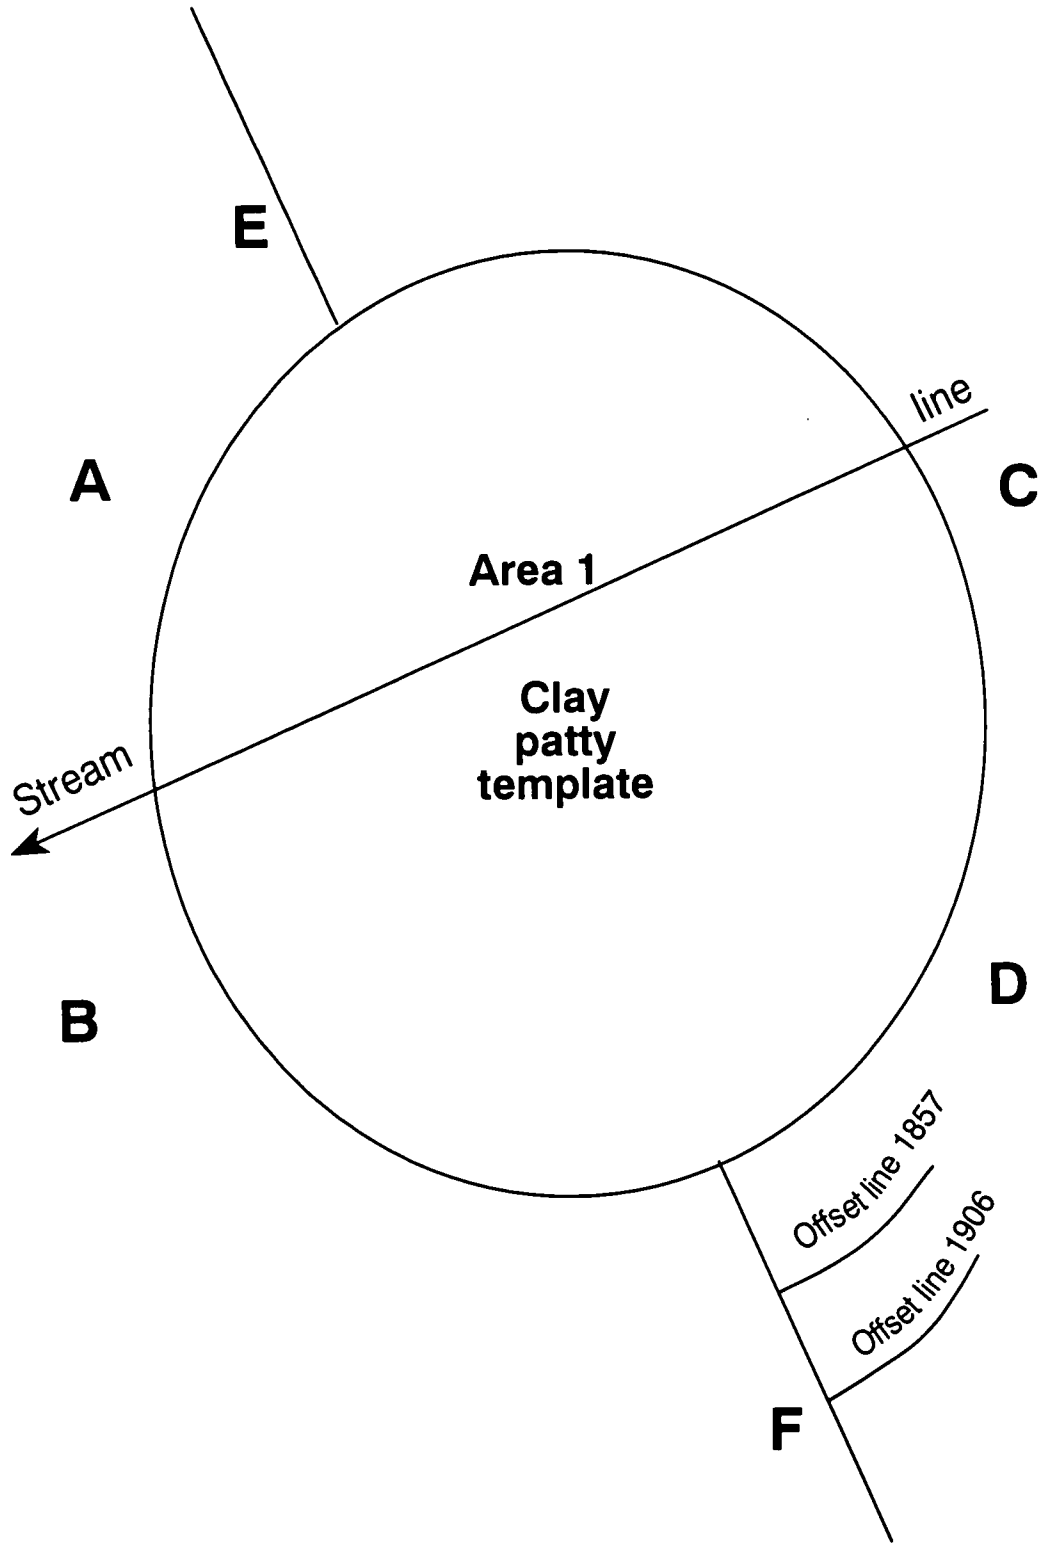 E
line
A
C
Area 1
Clay
patty
template
Stream
D
B
Offset line 1857
Offset line 1906
F